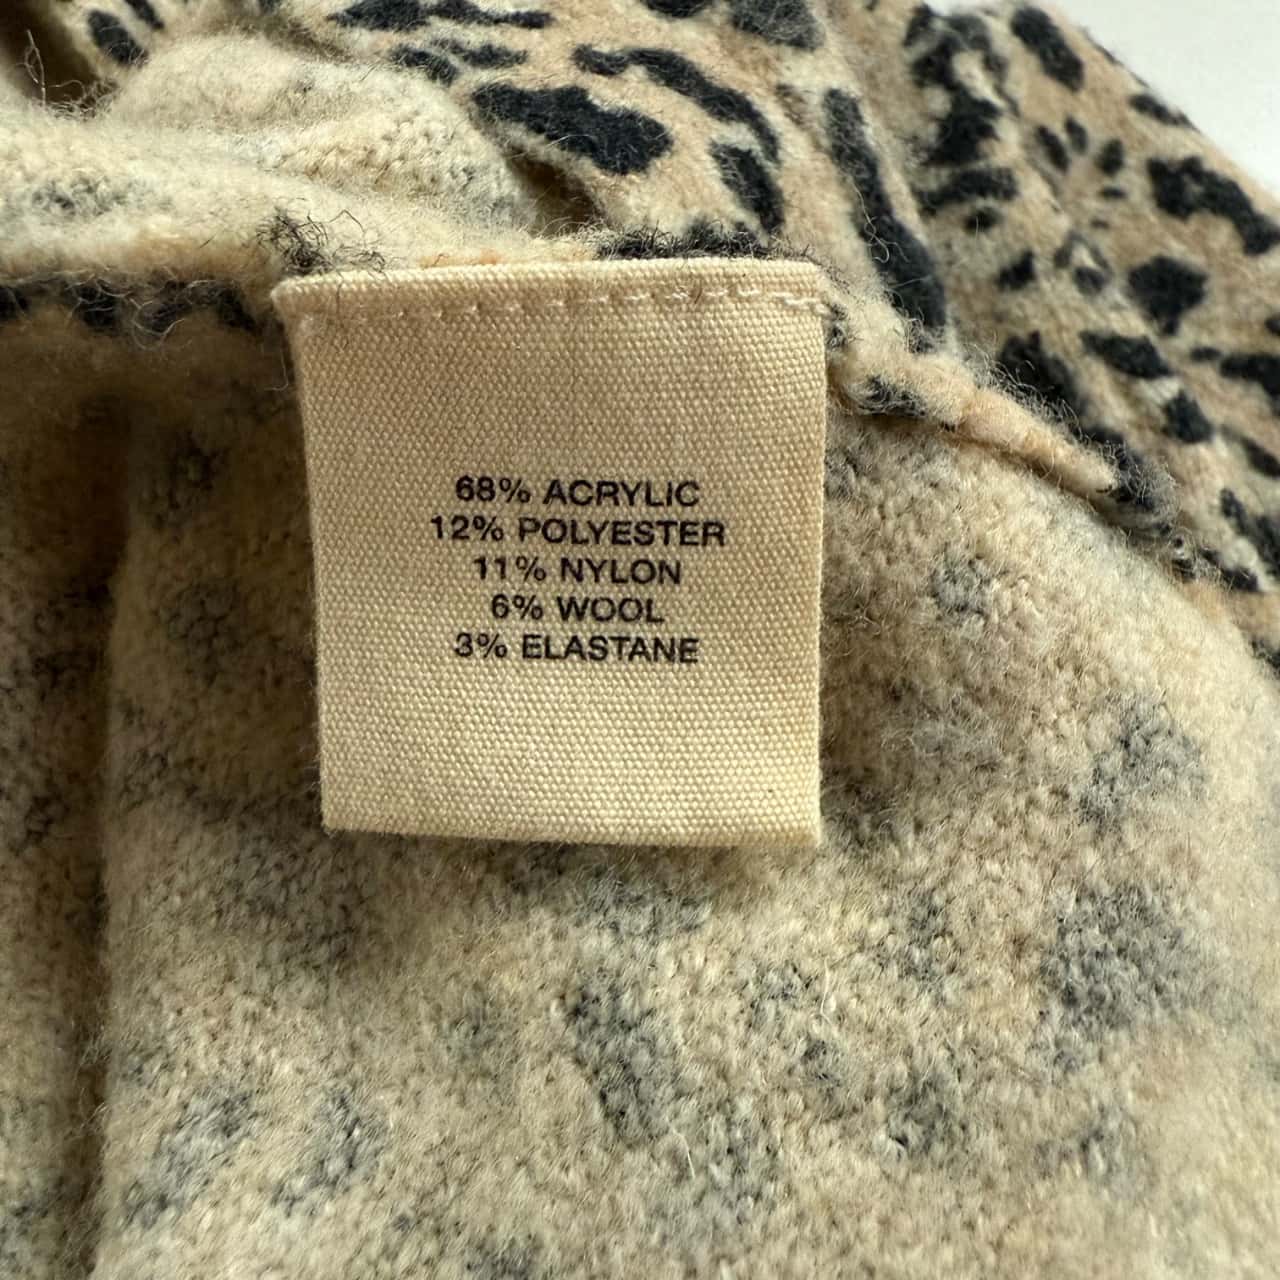 68% ACRYLIC
12% POLYESTER
11% NYLON
6% WOOL
3% ELASTANE